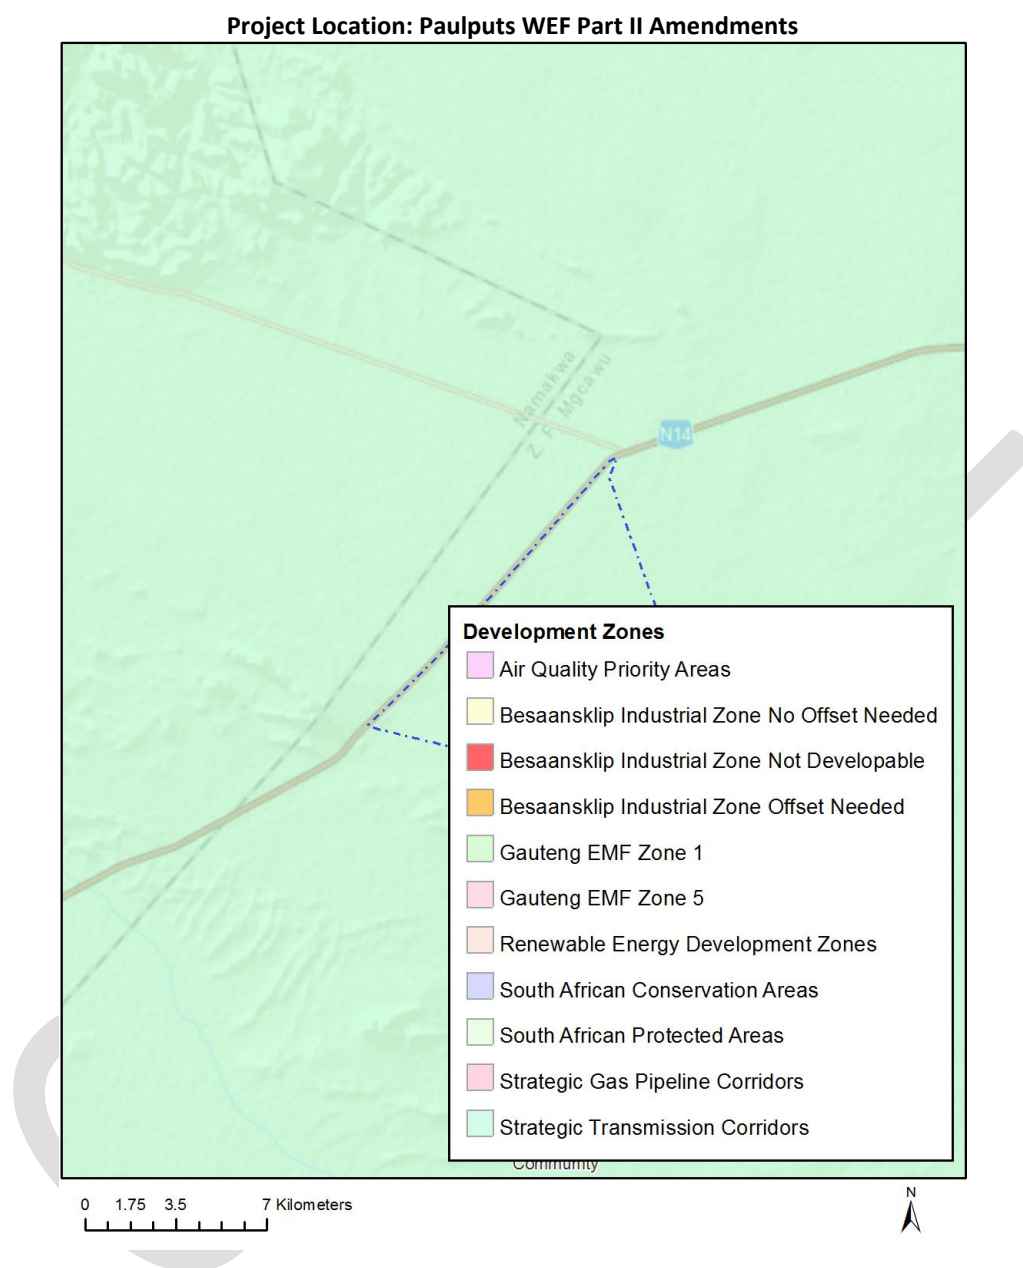 Project Location: Paulputs WEF Part II Amendments
Namakwa
Z F Mgcawu
N14
Development Zones
Air Quality Priority Areas
Besaansklip Industrial Zone No Offset Needed
Besaansklip Industrial Zone Not Developable
Besaansklip Industrial Zone Offset Needed
Gauteng EMF Zone 1
Gauteng EMF Zone 5
Renewable Energy Development Zones
South African Conservation Areas
South African Protected Areas
Strategic Gas Pipeline Corridors
Strategic Transmission Corridors
Community
0 1.75 3.5 7 Kilometers
N